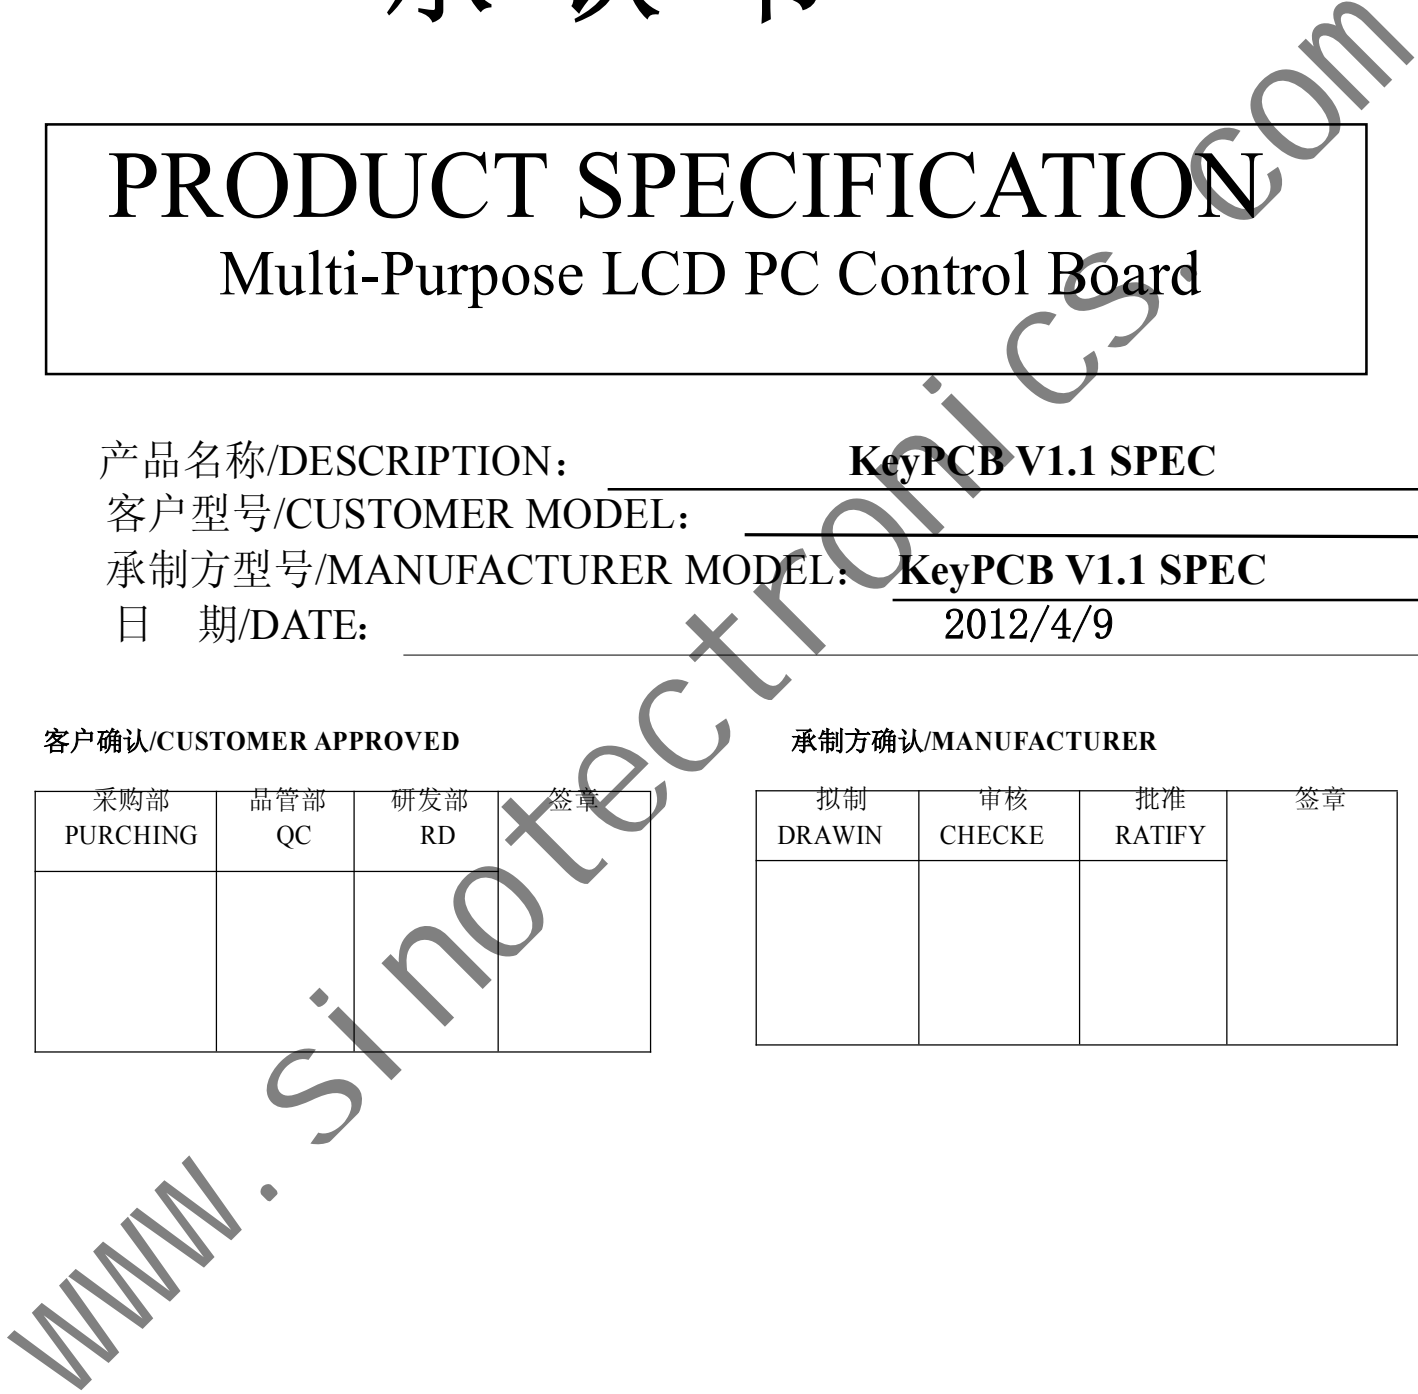 承 认 书
PRODUCT SPECIFICATION
Multi-Purpose LCD PC Control Board
产品名称/DESCRIPTION： KeyPCB V1.1 SPEC
客户型号/CUSTOMER MODEL：
承制方型号/MANUFACTURER MODEL： KeyPCB V1.1 SPEC
日 期/DATE： 2012/4/9
客户确认/CUSTOMER APPROVED 承制方确认/MANUFACTURER
采购部 品管部 研发部 签章 拟制 审核 批准 签章
PURCHING QC RD DRAWIN CHECKE RATIFY
www.sinotectronics.com